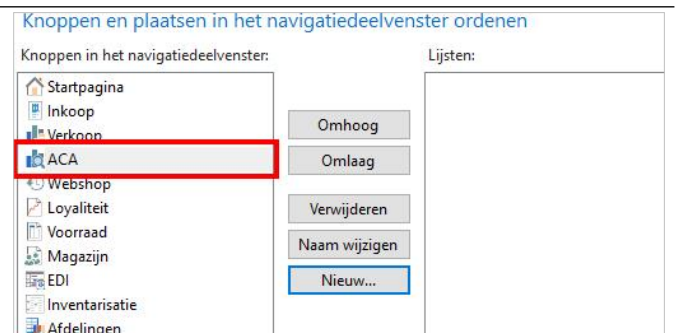 Knoppen en plaatsen in het navigatiedeelvenster ordenen
Knoppen in het navigatiedeelvenster:
Lijsten:
Startpagina
Inkoop
Verkoop
ACA
Webshop
Loyaliteit
Voorraad
Magazijn
EDI
Inventarisatie
Afdelingen
Omhoog
Omlaag
Verwijderen
Naam wijzigen
Nieuw...